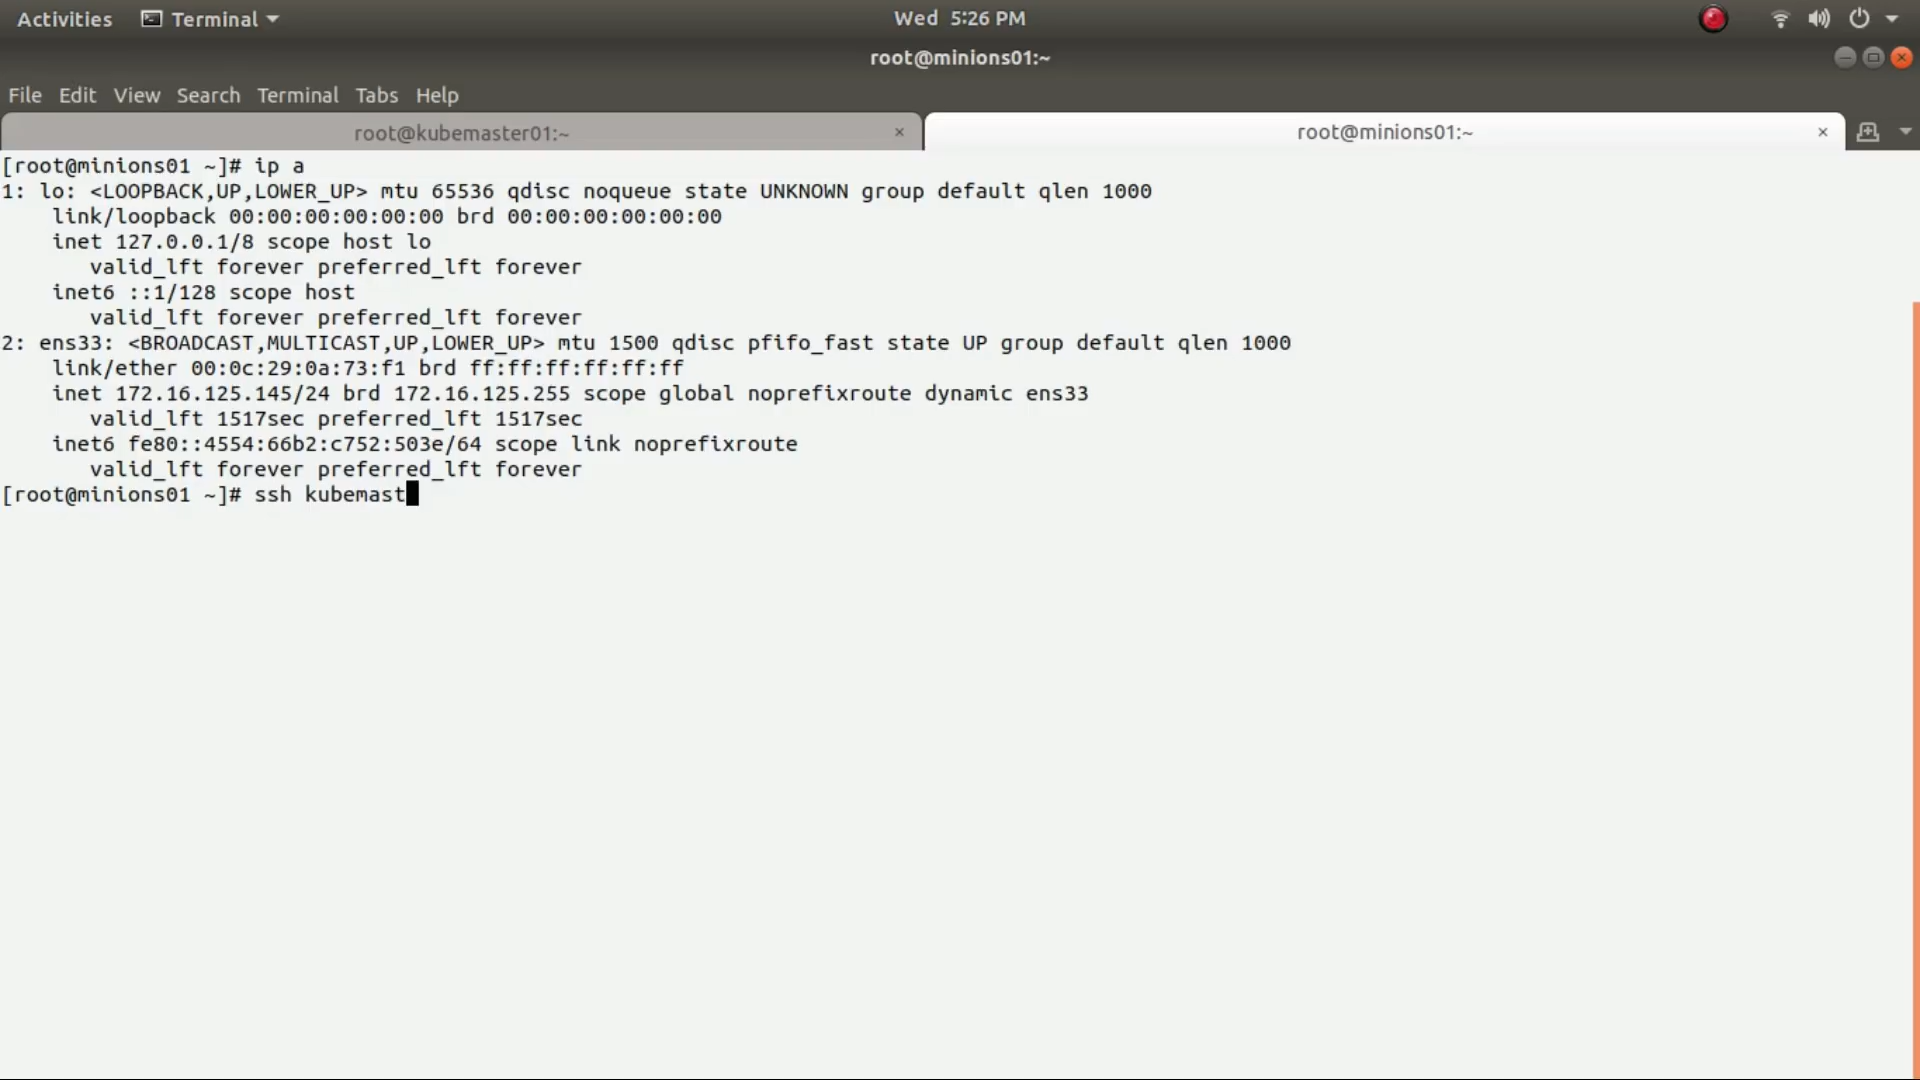 Activities Terminal Wed 5:26 PM
root@minions01:~
File Edit View Search Terminal Tabs Help
root@kubemaster01:~ × root@minions01:~ ×
[root@minions01 ~]# ip a
1: lo: <LOOPBACK,UP,LOWER_UP> mtu 65536 qdisc noqueue state UNKNOWN group default qlen 1000
    link/loopback 00:00:00:00:00:00 brd 00:00:00:00:00:00
    inet 127.0.0.1/8 scope host lo
       valid_lft forever preferred_lft forever
    inet6 ::1/128 scope host
       valid_lft forever preferred_lft forever
2: ens33: <BROADCAST,MULTICAST,UP,LOWER_UP> mtu 1500 qdisc pfifo_fast state UP group default qlen 1000
    link/ether 00:0c:29:0a:73:f1 brd ff:ff:ff:ff:ff:ff
    inet 172.16.125.145/24 brd 172.16.125.255 scope global noprefixroute dynamic ens33
       valid_lft 1517sec preferred_lft 1517sec
    inet6 fe80::4554:66b2:c752:503e/64 scope link noprefixroute
       valid_lft forever preferred_lft forever
[root@minions01 ~]# ssh kubemast